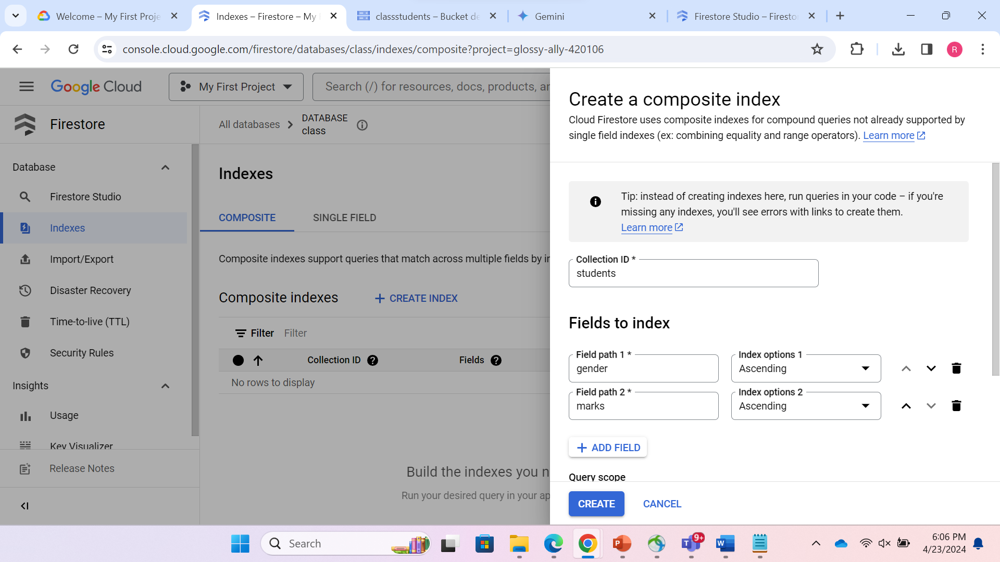 Welcome – My First Proje
Indexes – Firestore – My
classstudents – Bucket de
Gemini
Firestore Studio – Firesto
console.cloud.google.com/firestore/databases/class/indexes/composite?project=glossy-ally-420106
R
Google Cloud
My First Project
Search (/) for resources, docs, products, an
Firestore
All databases
DATABASE
class
Database
Firestore Studio
Indexes
Import/Export
Disaster Recovery
Time-to-live (TTL)
Security Rules
Insights
Usage
Key Visualizer
Release Notes
Indexes
COMPOSITE
SINGLE FIELD
Composite indexes support queries that match across multiple fields by in
Composite indexes
CREATE INDEX
Filter Filter
Collection ID
Fields
No rows to display
Build the indexes you n
Run your desired query in your ap
Create a composite index
Cloud Firestore uses composite indexes for compound queries not already supported by
single field indexes (ex: combining equality and range operators). Learn more
Tip: instead of creating indexes here, run queries in your code – if you're
missing any indexes, you'll see errors with links to create them.
Learn more
Collection ID *
students
Fields to index
Field path 1 *
gender
Index options 1
Ascending
Field path 2 *
marks
Index options 2
Ascending
ADD FIELD
Query scope
CREATE
CANCEL
Search
9+
6:06 PM
4/23/2024